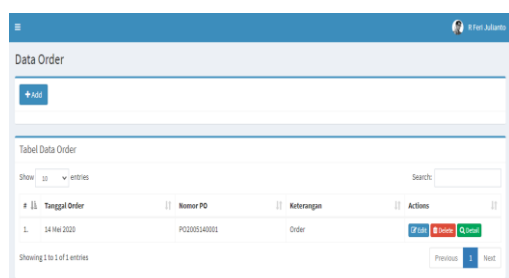 R Feri Julianto
Data Order
+ Add
Tabel Data Order
Show 10 entries Search:
# Tanggal Order Nomor PO Keterangan Actions
1. 14 Mei 2020 PO2005140001 Order Edit Delete Detail
Showing 1 to 1 of 1 entries Previous 1 Next